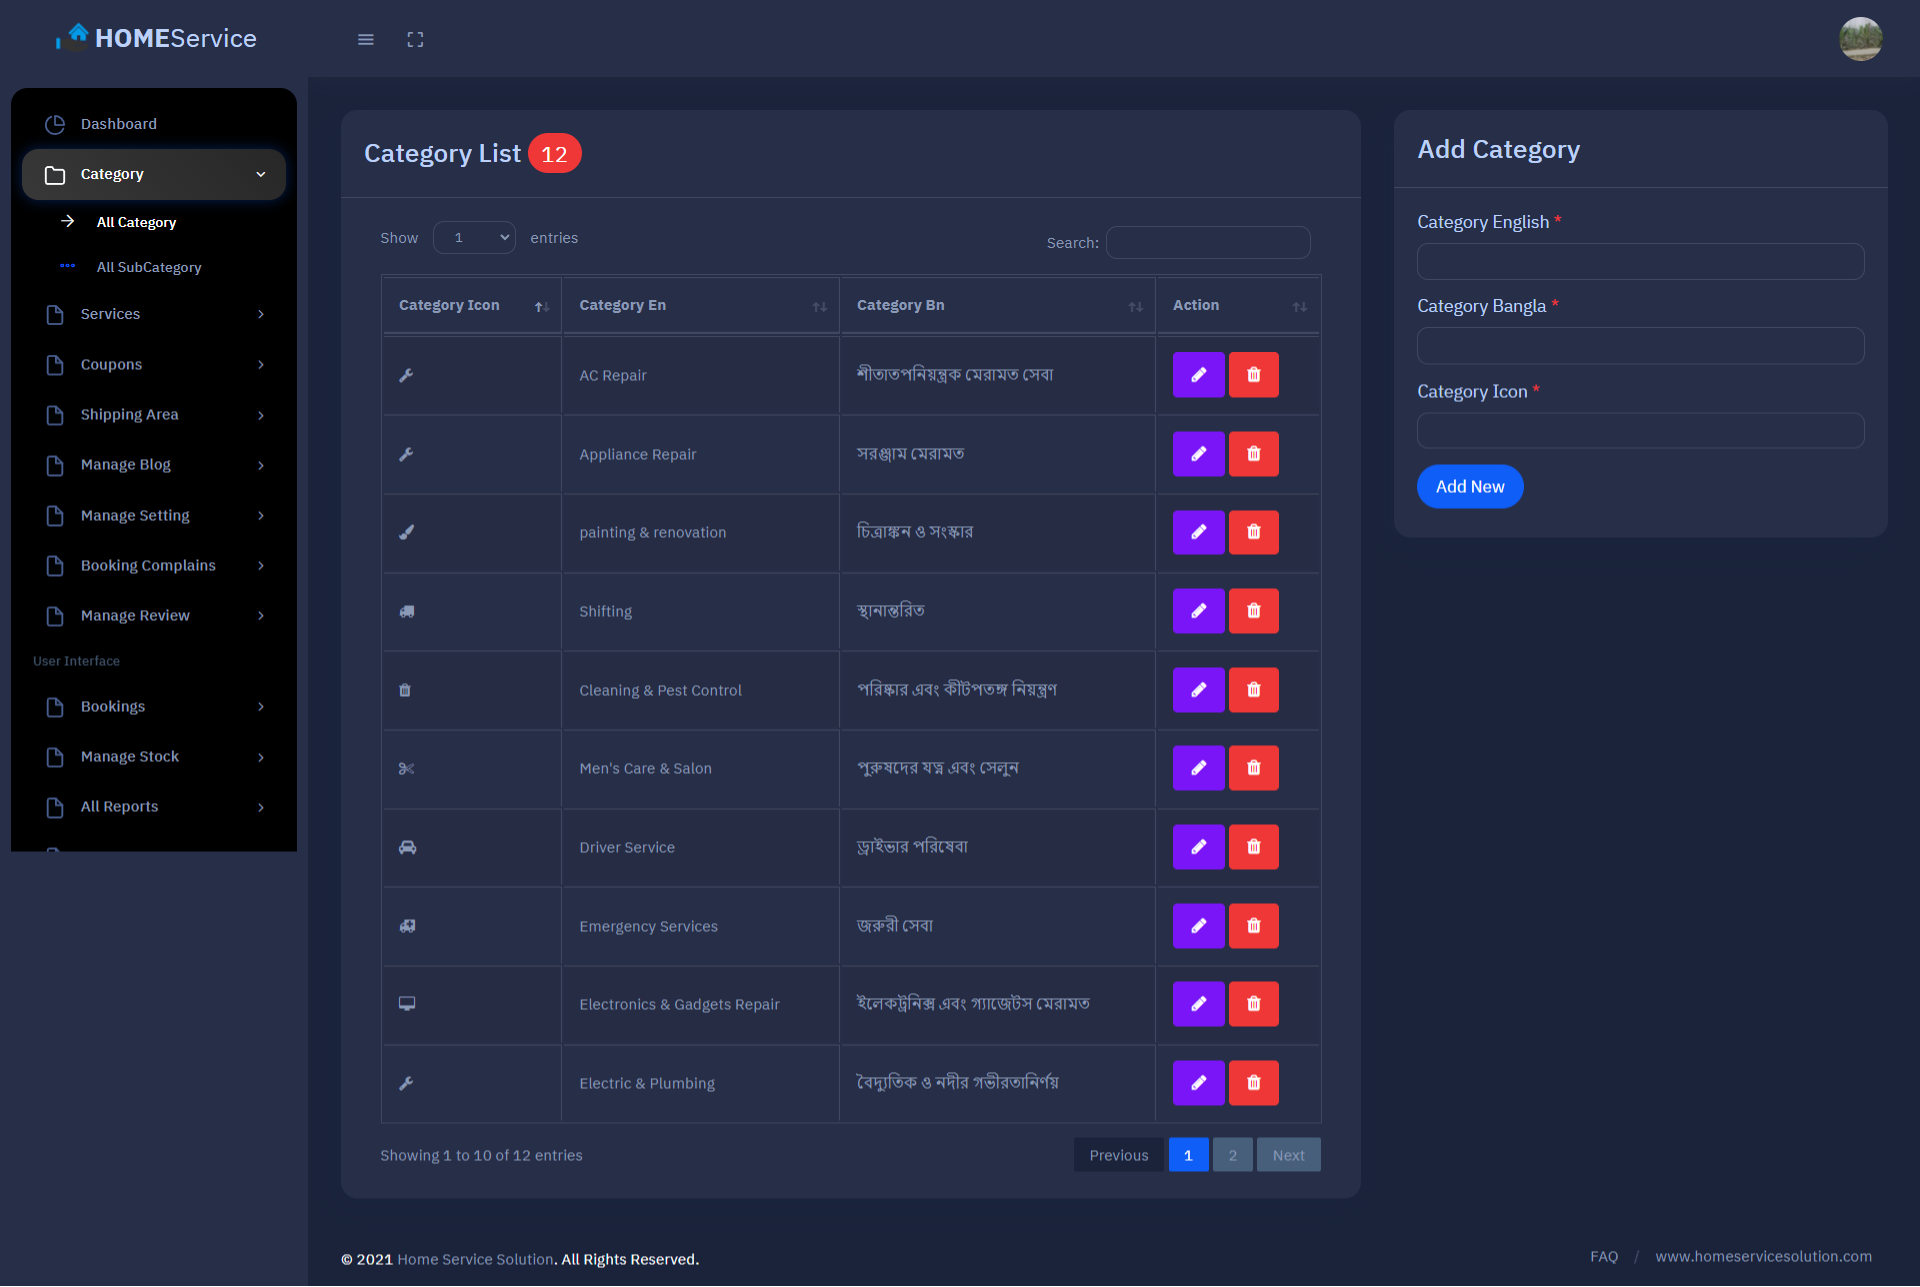 HOMEService
Dashboard
Category
All Category
All SubCategory
Services
Coupons
Shipping Area
Manage Blog
Manage Setting
Booking Complains
Manage Review
User Interface
Bookings
Manage Stock
All Reports
Category List 12
Show 1 entries
Search:
Category Icon Category En Category Bn Action
AC Repair শীতাতপনিয়ন্ত্রক মেরামত সেবা
Appliance Repair সরঞ্জাম মেরামত
painting & renovation চিত্রাঙ্কন ও সংস্কার
Shifting স্থানান্তরিত
Cleaning & Pest Control পরিষ্কার এবং কীটপতঙ্গ নিয়ন্ত্রণ
Men's Care & Salon পুরুষদের যত্ন এবং সেলুন
Driver Service ড্রাইভার পরিষেবা
Emergency Services জরুরী সেবা
Electronics & Gadgets Repair ইলেকট্রনিক্স এবং গ্যাজেটস মেরামত
Electric & Plumbing বৈদ্যুতিক ও নদীর গভীরতানির্ণয়
Showing 1 to 10 of 12 entries
Previous 1 2 Next
Add Category
Category English *
Category Bangla *
Category Icon *
Add New
© 2021 Home Service Solution. All Rights Reserved.
FAQ / www.homeservicesolution.com